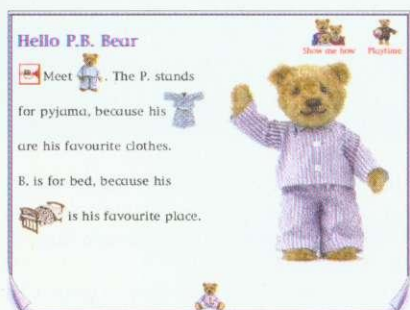 Hello P.B. Bear
Show me how
Playtime
Meet . The P. stands
for pyjama, because his
are his favourite clothes.
B. is for bed, because his
is his favourite place.